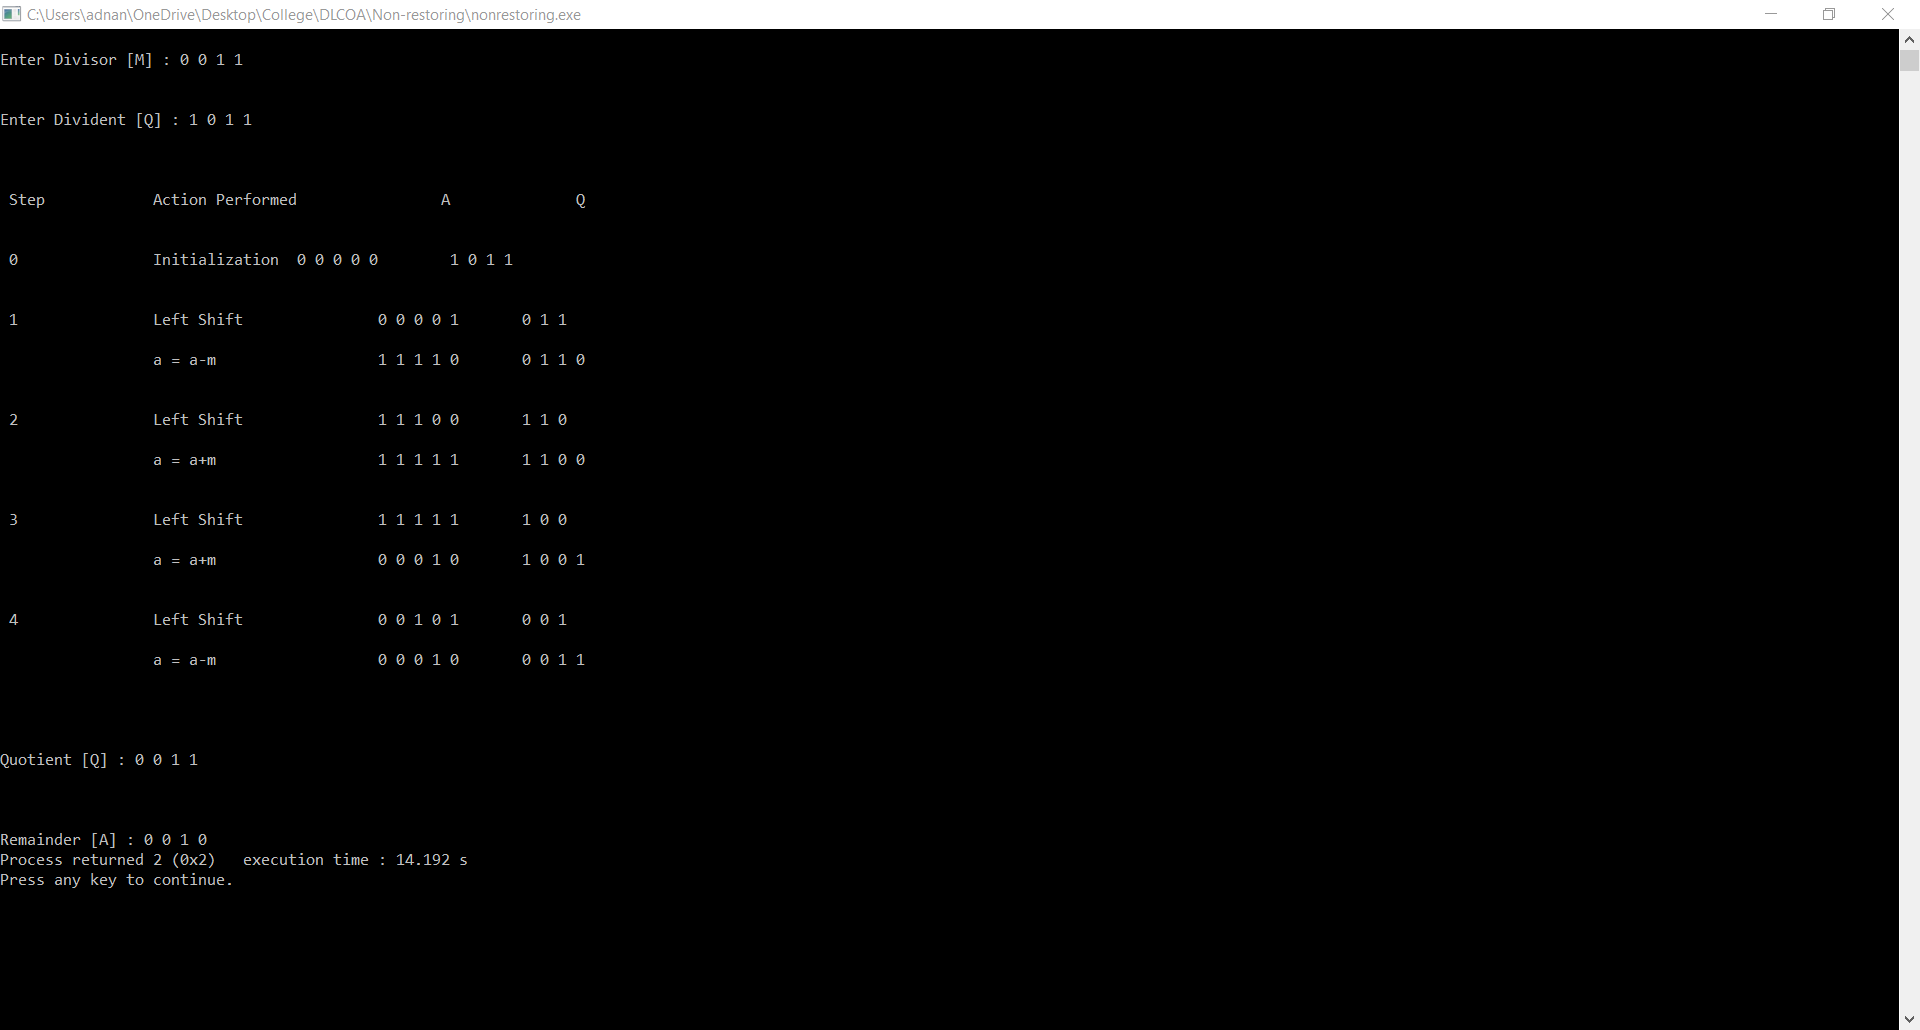 C:\Users\adnan\OneDrive\Desktop\College\DLCOA\Non-restoring\nonrestoring.exe
Enter Divisor [M] : 0 0 1 1
Enter Divident [Q] : 1 0 1 1
Step Action Performed A Q
0 Initialization 0 0 0 0 0 1 0 1 1
1 Left Shift 0 0 0 0 1 0 1 1
a = a-m 1 1 1 1 0 0 1 1 0
2 Left Shift 1 1 1 0 0 1 1 0
a = a+m 1 1 1 1 1 1 1 0 0
3 Left Shift 1 1 1 1 1 1 0 0
a = a+m 0 0 0 1 0 1 0 0 1
4 Left Shift 0 0 1 0 1 0 0 1
a = a-m 0 0 0 1 0 0 0 1 1
Quotient [Q] : 0 0 1 1
Remainder [A] : 0 0 1 0
Process returned 2 (0x2) execution time : 14.192 s
Press any key to continue.